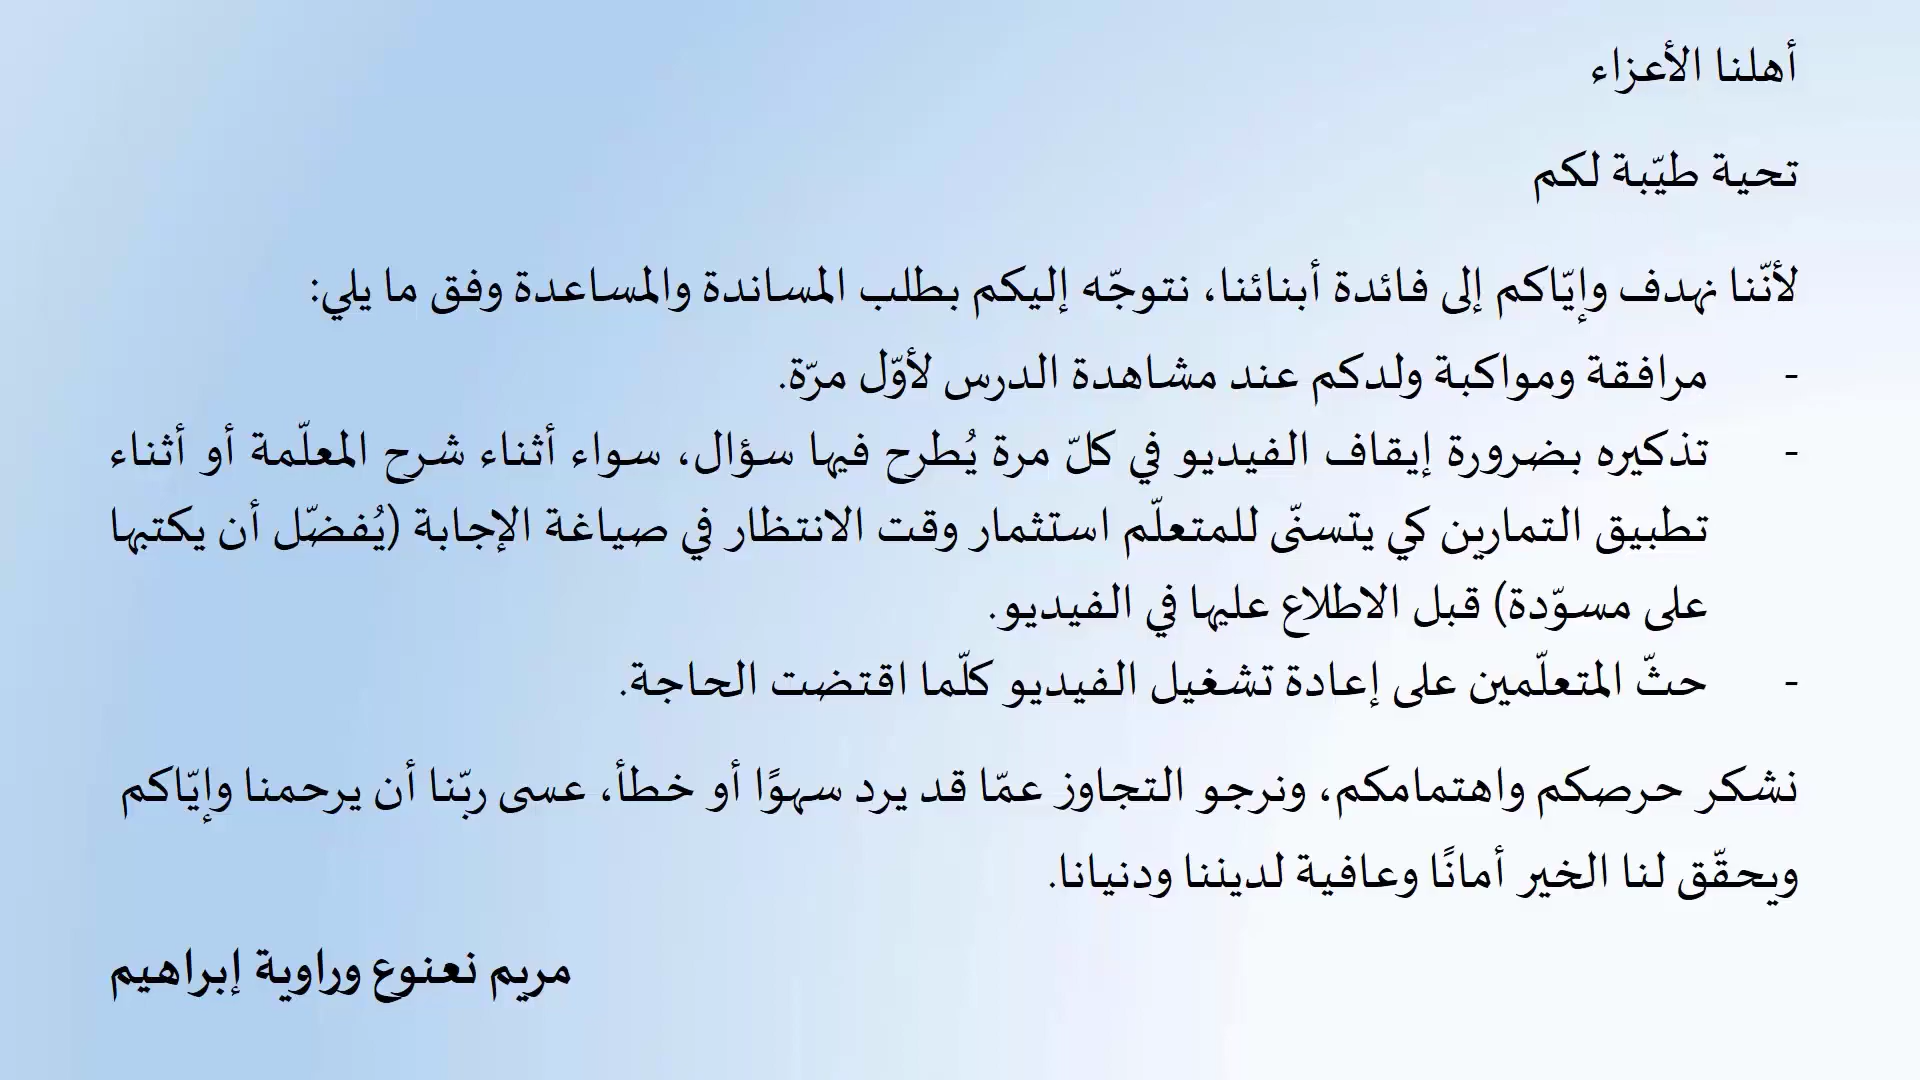 أهلنا الأعزاء
تحية طيّبة لكم
لأنّنا نهدف وإيّاكم إلى فائدة أبنائنا، نتوجّه إليكم بطلب المساندة والمساعدة وفق ما يلي:
- مرافقة ومواكبة ولدكم عند مشاهدة الدرس لأوّل مرّة.
- تذكيره بضرورة إيقاف الفيديو في كلّ مرة يُطرح فيها سؤال، سواء أثناء شرح المعلّمة أو أثناء
تطبيق التمارين كي يتسنّى للمتعلّم استثمار وقت الانتظار في صياغة الإجابة (يُفضّل أن يكتبها
على مسوّدة) قبل الاطلاع عليها في الفيديو.
- حثّ المتعلّمين على إعادة تشغيل الفيديو كلّما اقتضت الحاجة.
نشكر حرصكم واهتمامكم، ونرجو التجاوز عمّا قد يرد سهوًا أو خطأ، عسى ربّنا أن يرحمنا وإيّاكم
ويحقّق لنا الخير أمانًا وعافية لديننا ودنيانا.
مريم نعنوع وراوية إبراهيم